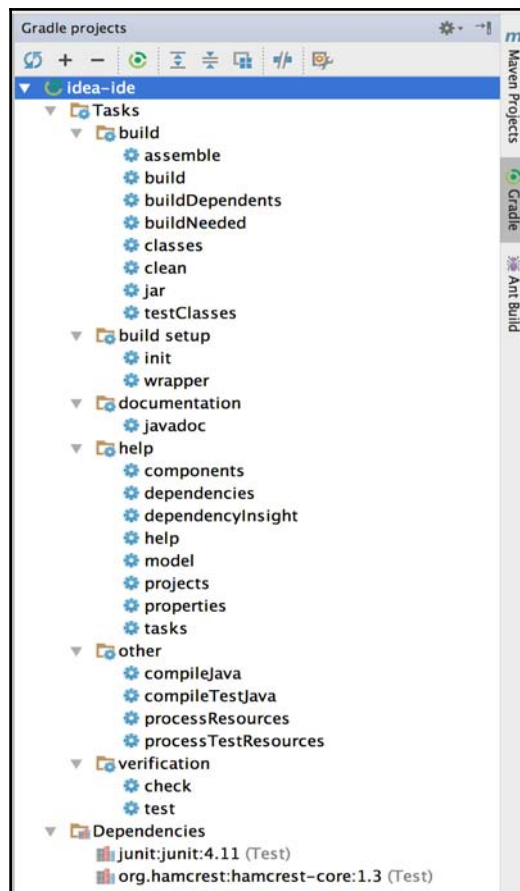 Gradle projects
idea-ide
Tasks
build
assemble
build
buildDependents
buildNeeded
classes
clean
jar
testClasses
build setup
init
wrapper
documentation
javadoc
help
components
dependencies
dependencyInsight
help
model
projects
properties
tasks
other
compileJava
compileTestJava
processResources
processTestResources
verification
check
test
Dependencies
junit:junit:4.11 (Test)
org.hamcrest:hamcrest-core:1.3 (Test)
m Maven Projects
Gradle
Ant Build